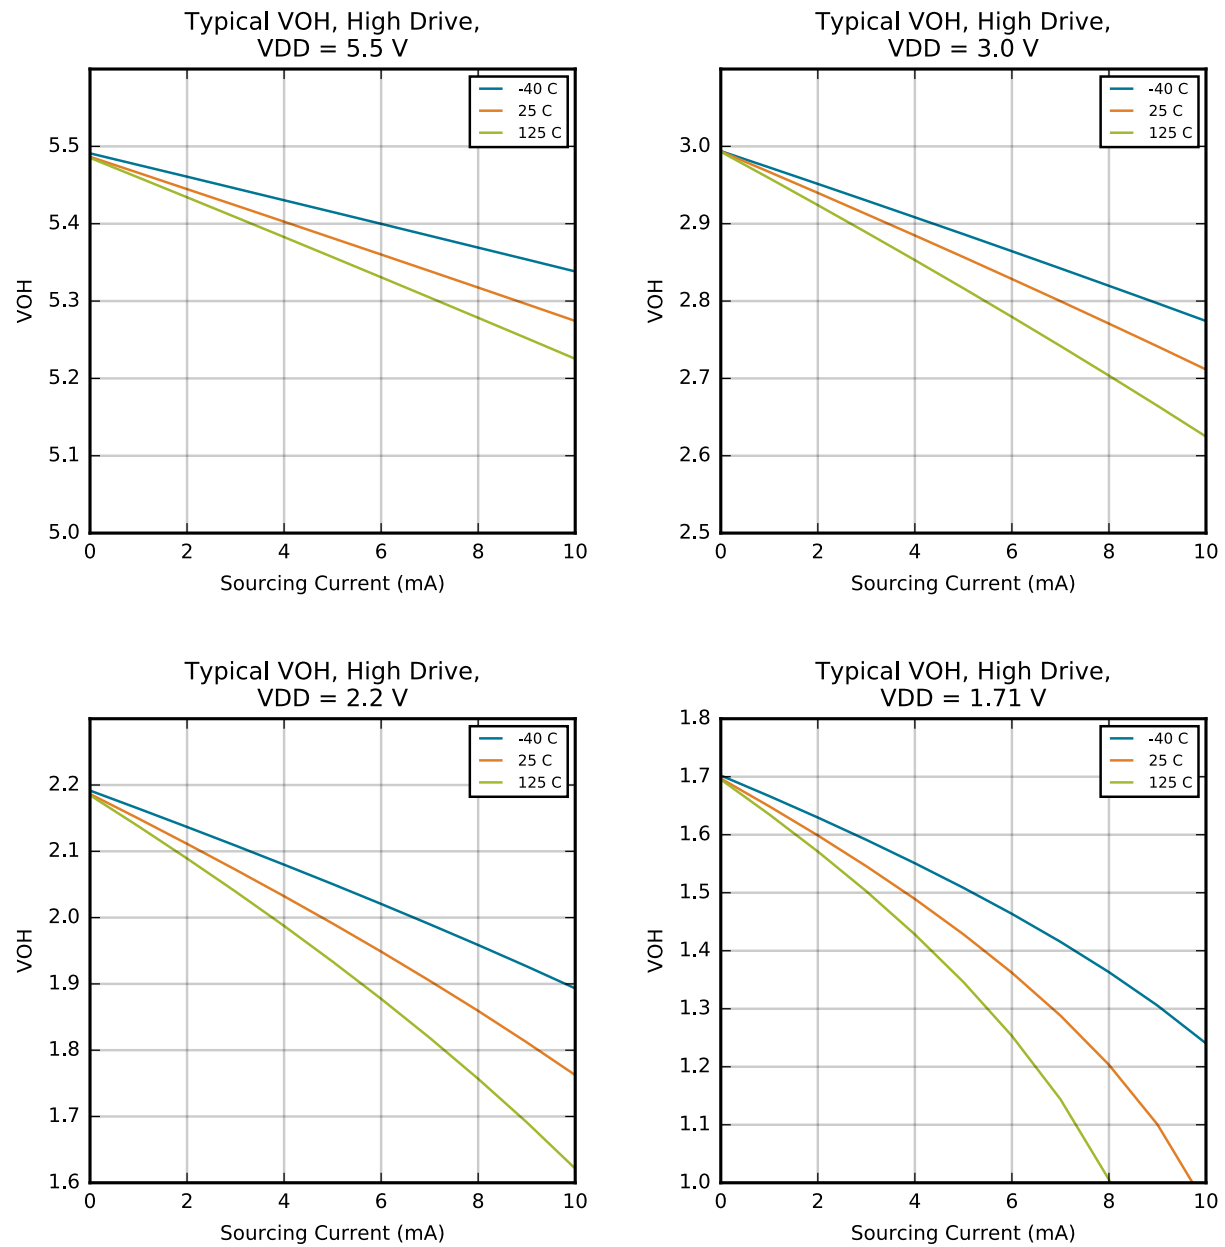 Typical VOH, High Drive,
VDD = 5.5 V
-40 C
25 C
125 C
5.5
5.4
5.3
5.2
5.1
5.0
VOH
0 2 4 6 8 10
Sourcing Current (mA)
Typical VOH, High Drive,
VDD = 3.0 V
-40 C
25 C
125 C
3.0
2.9
2.8
2.7
2.6
2.5
VOH
0 2 4 6 8 10
Sourcing Current (mA)
Typical VOH, High Drive,
VDD = 2.2 V
-40 C
25 C
125 C
2.2
2.1
2.0
1.9
1.8
1.7
1.6
VOH
0 2 4 6 8 10
Sourcing Current (mA)
Typical VOH, High Drive,
VDD = 1.71 V
-40 C
25 C
125 C
1.8
1.7
1.6
1.5
1.4
1.3
1.2
1.1
1.0
VOH
0 2 4 6 8 10
Sourcing Current (mA)